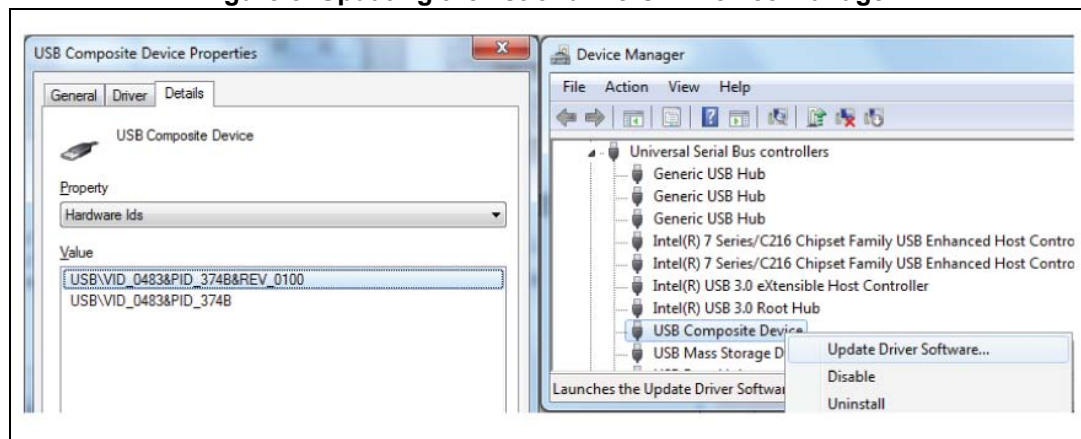 USB Composite Device Properties
General Driver Details
USB Composite Device
Property
Hardware Ids
Value
USB\VID_0483&PID_374B&REV_0100
USB\VID_0483&PID_374B
Device Manager
File Action View Help
Universal Serial Bus controllers
Generic USB Hub
Generic USB Hub
Generic USB Hub
Intel(R) 7 Series/C216 Chipset Family USB Enhanced Host Contro
Intel(R) 7 Series/C216 Chipset Family USB Enhanced Host Contro
Intel(R) USB 3.0 eXtensible Host Controller
Intel(R) USB 3.0 Root Hub
USB Composite Device
USB Mass Storage D
Launches the Update Driver Softwar
Update Driver Software...
Disable
Uninstall